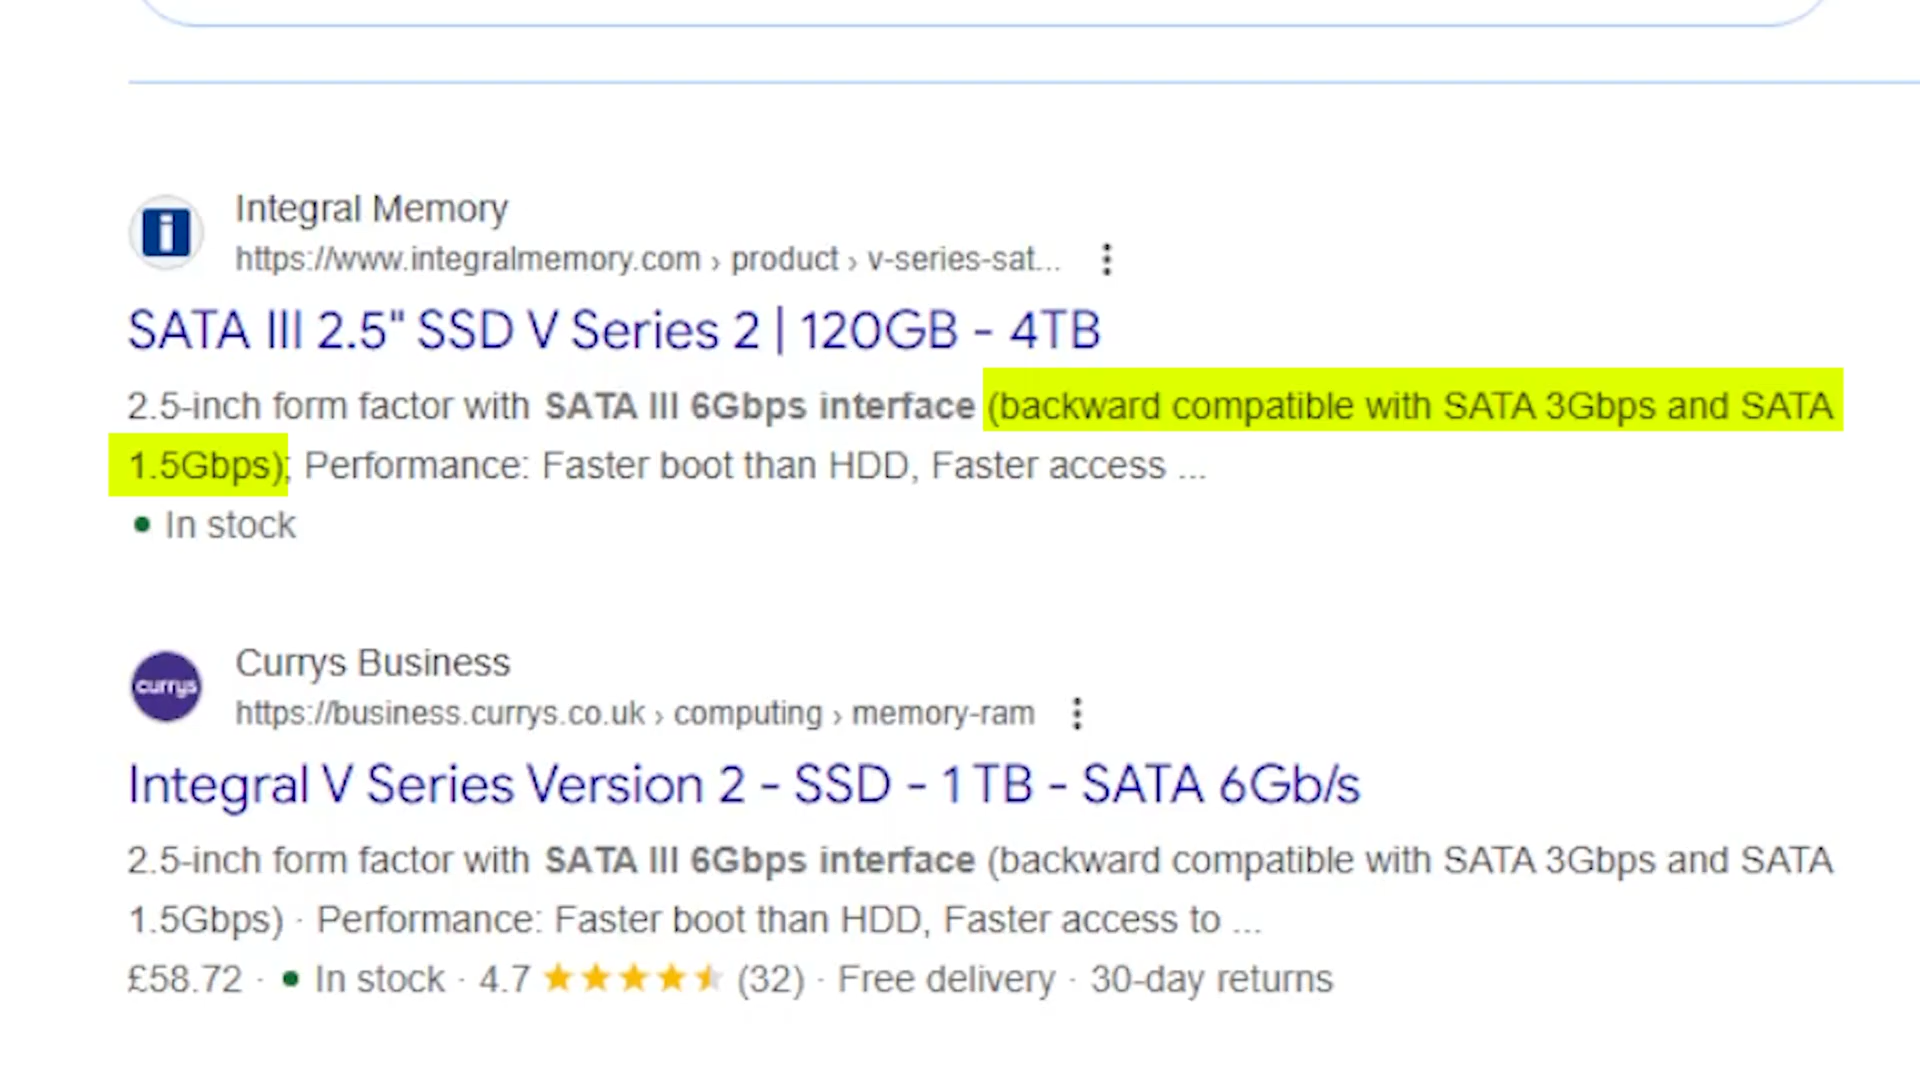 Integral Memory
https://www.integralmemory.com › product › v-series-sat...
SATA III 2.5" SSD V Series 2 | 120GB - 4TB
2.5-inch form factor with SATA III 6Gbps interface (backward compatible with SATA 3Gbps and SATA
1.5Gbps); Performance: Faster boot than HDD, Faster access ...
In stock
currys
Currys Business
https://business.currys.co.uk › computing › memory-ram
Integral V Series Version 2 - SSD - 1 TB - SATA 6Gb/s
2.5-inch form factor with SATA III 6Gbps interface (backward compatible with SATA 3Gbps and SATA
1.5Gbps) · Performance: Faster boot than HDD, Faster access to ...
£58.72 · In stock · 4.7 (32) · Free delivery · 30-day returns